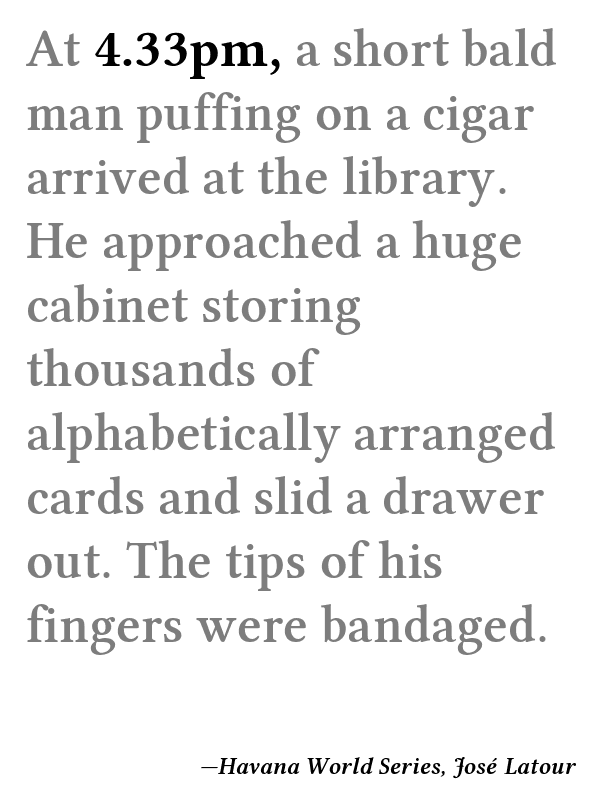 At 4.33pm, a short bald
man puffing on a cigar
arrived at the library.
He approached a huge
cabinet storing
thousands of
alphabetically arranged
cards and slid a drawer
out. The tips of his
fingers were bandaged.
—Havana World Series, José Latour